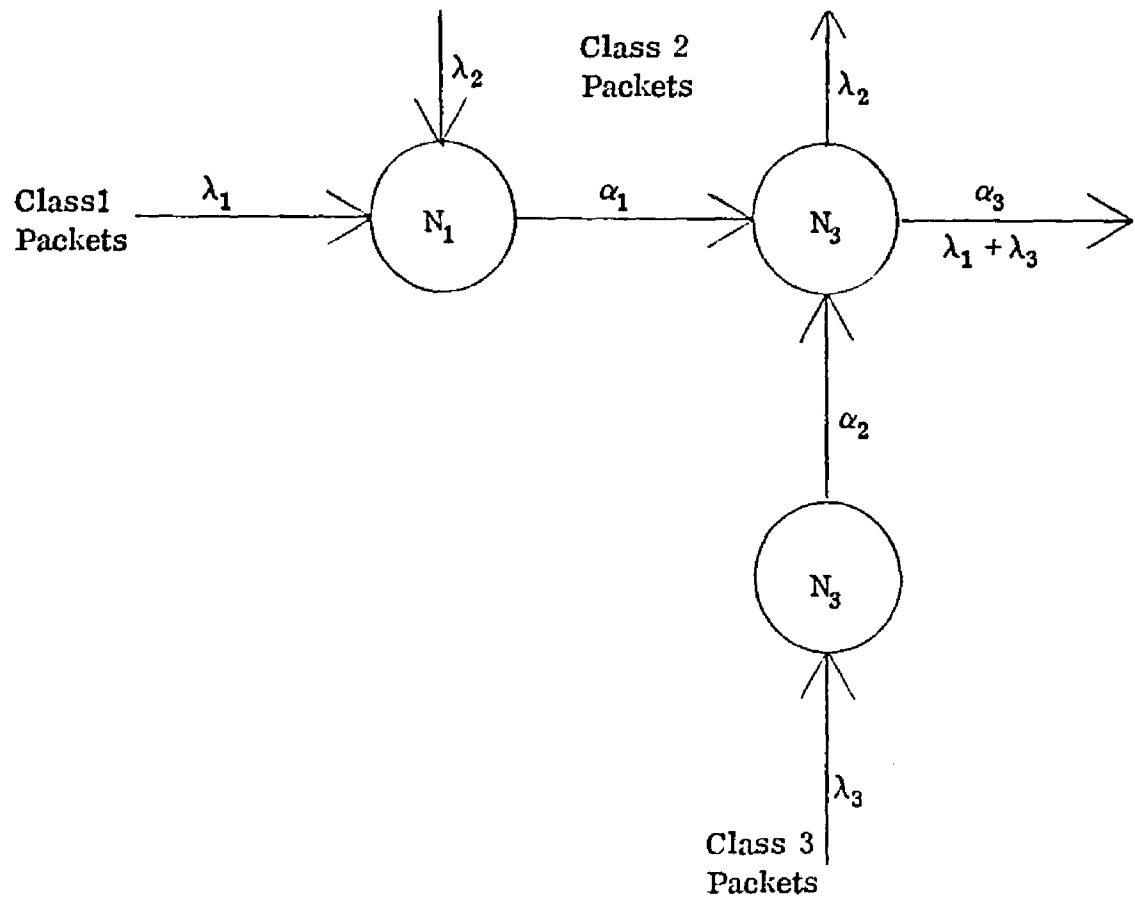 Class 2
Packets
λ₂
λ₂
Class1
Packets
λ₁
N₁
α₁
N₃
α₃
λ₁ + λ₃
α₂
N₃
λ₃
Class 3
Packets